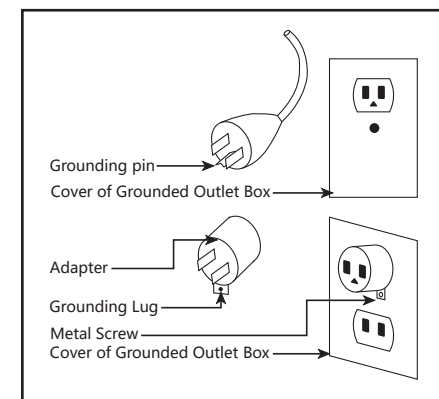 Grounding pin
Cover of Grounded Outlet Box
Adapter
Grounding Lug
Metal Screw
Cover of Grounded Outlet Box